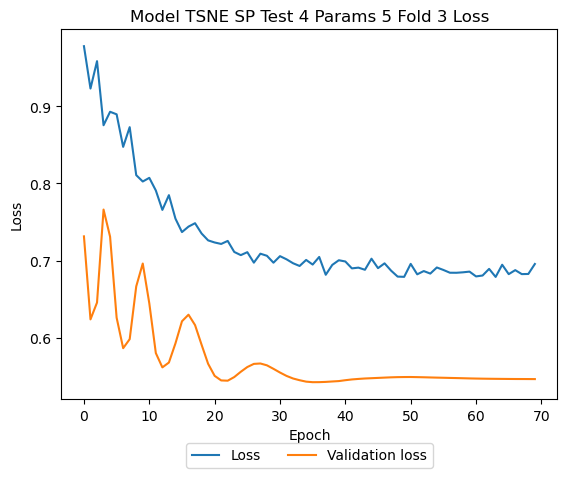 Model TSNE SP Test 4 Params 5 Fold 3 Loss
Loss
0.9
0.8
0.7
0.6
0 10 20 30 40 50 60 70
Epoch
Loss Validation loss